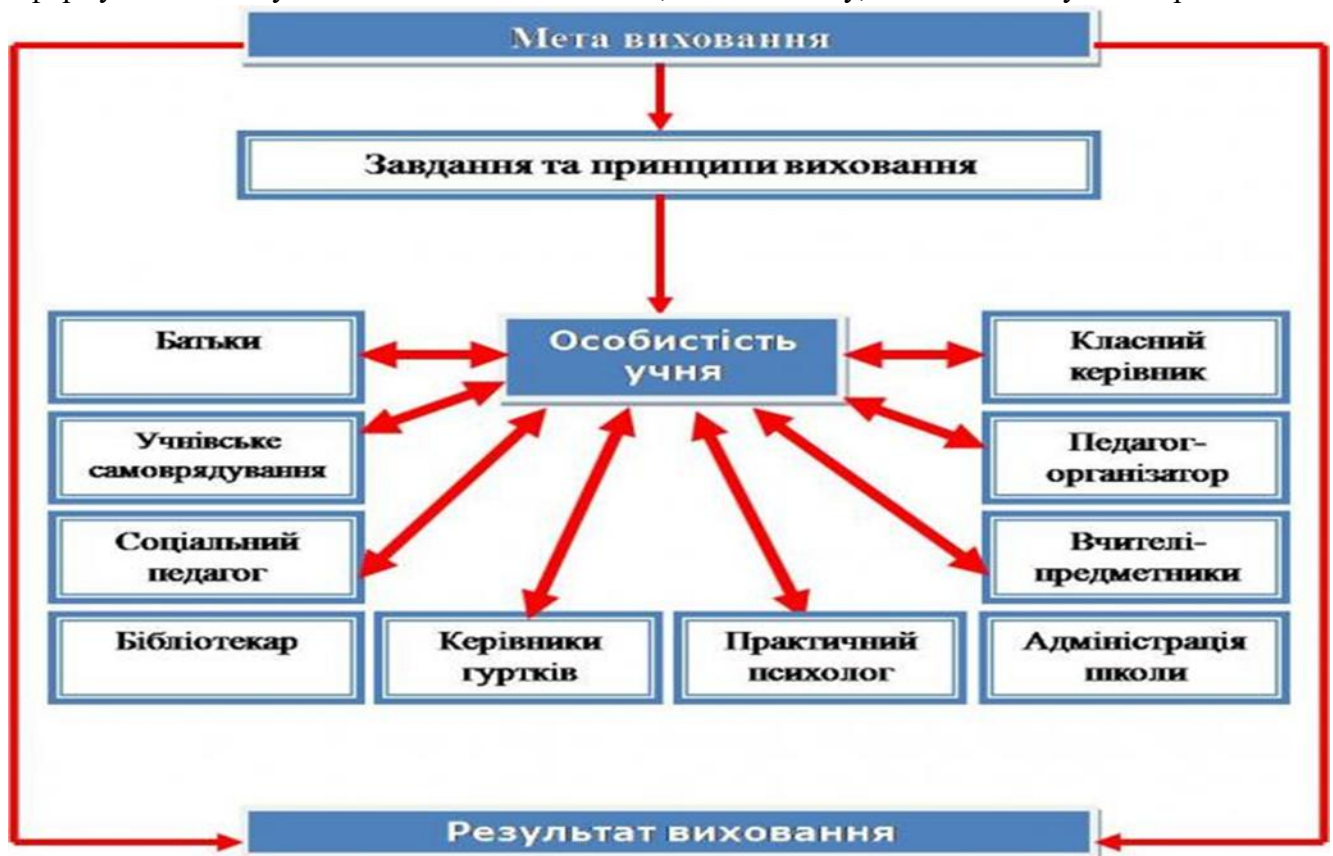 Мета виховання
Завдання та принципи виховання
Особистість
учня
Батьки
Учнівське
самоврядування
Соціальний
педагог
Бібліотекар
Керівники
гуртків
Практичний
психолог
Класний
керівник
Педагог-
організатор
Вчителі-
предметники
Адміністрація
школи
Результат виховання